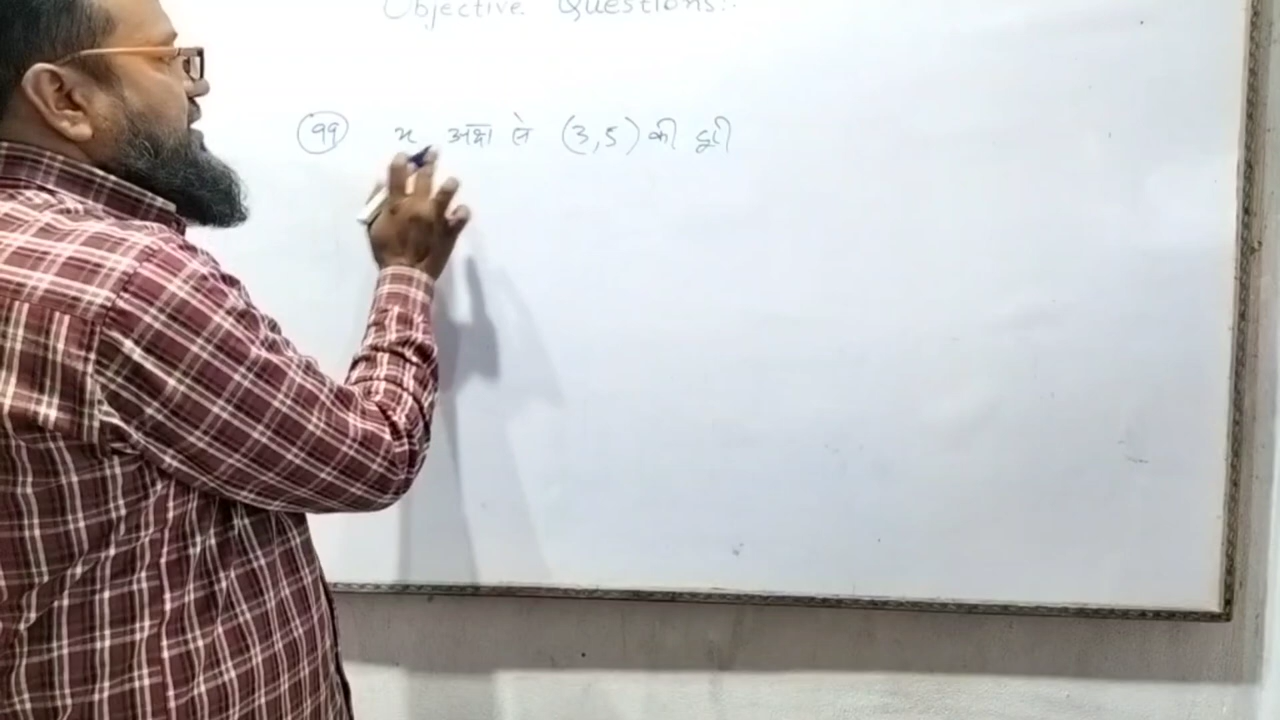 Objective Questions:-
(99) x अक्ष से (3,5) की दूरी